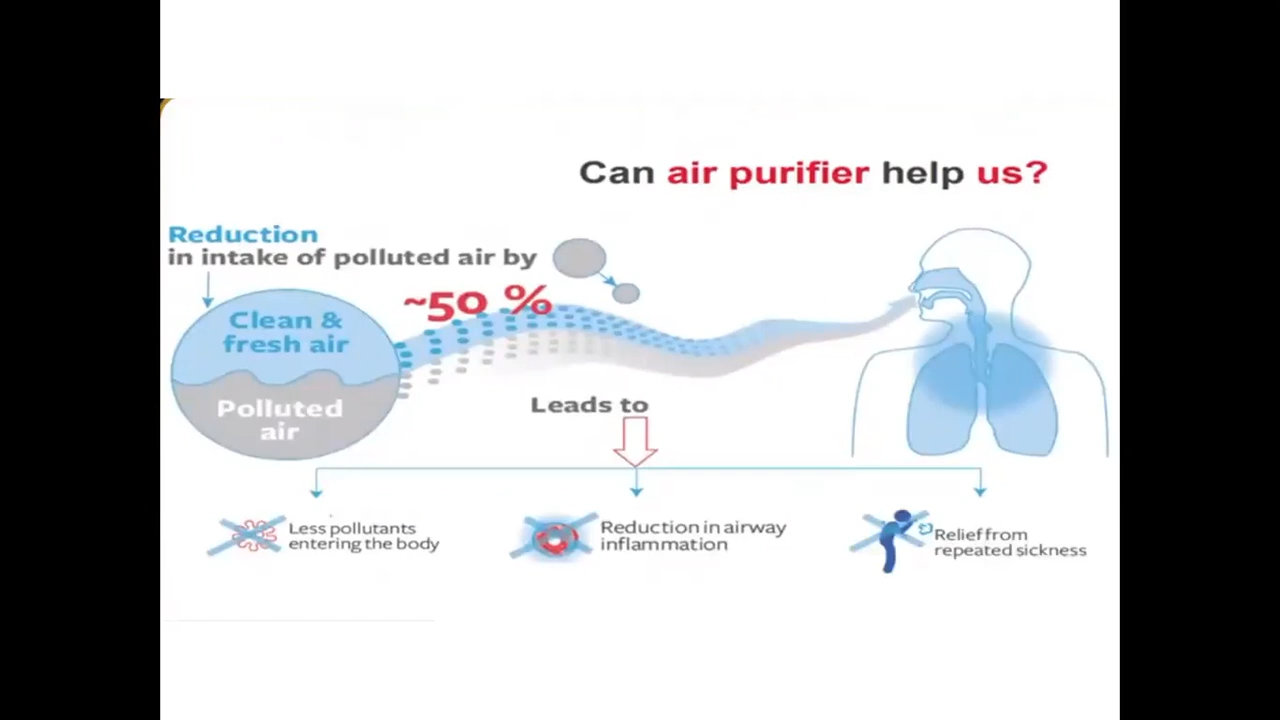 Can air purifier help us?
Reduction
in intake of polluted air by
~50 %
Clean &
fresh air
Polluted
air
Leads to
Less pollutants
entering the body
Reduction in airway
inflammation
Relief from
repeated sickness